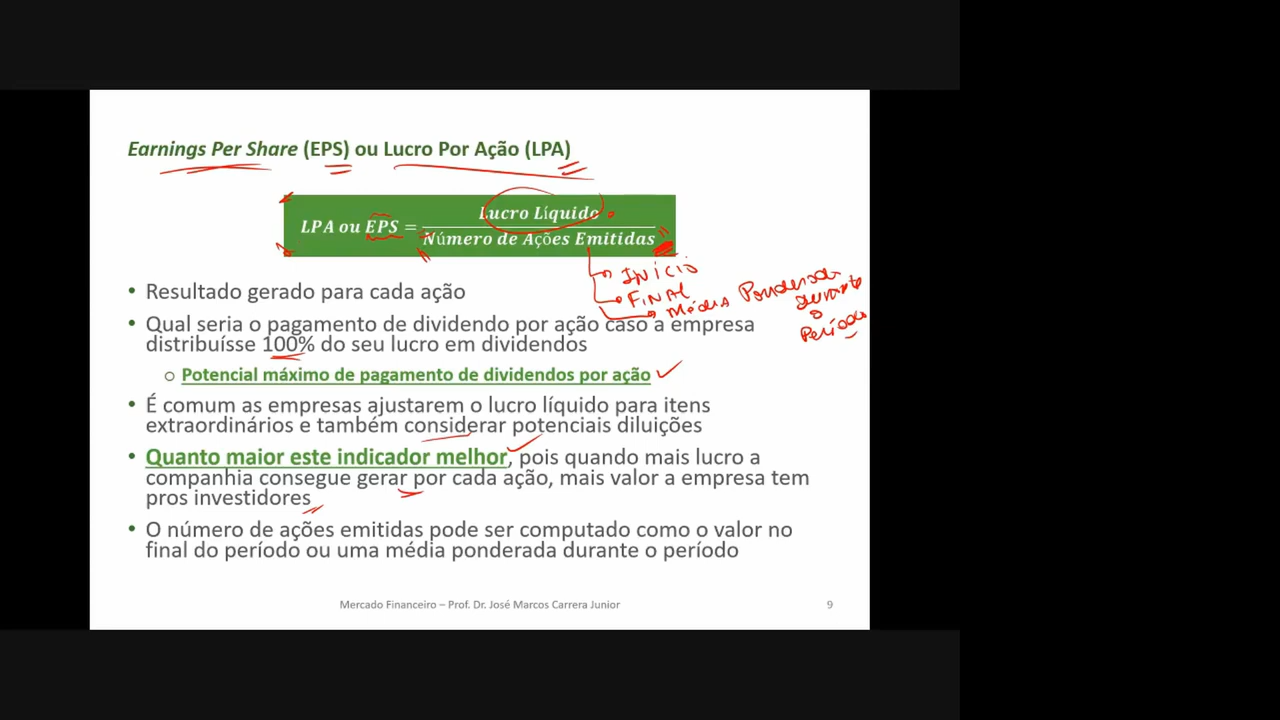 Earnings Per Share (EPS) ou Lucro Por Ação (LPA)
LPA ou EPS = Lucro Líquido
Número de Ações Emitidas
INÍCIO
FINAL
Média Ponderada
durante
o
Período
• Resultado gerado para cada ação
• Qual seria o pagamento de dividendo por ação caso a empresa
distribuísse 100% do seu lucro em dividendos
o Potencial máximo de pagamento de dividendos por ação
• É comum as empresas ajustarem o lucro líquido para itens
extraordinários e também considerar potenciais diluições
• Quanto maior este indicador melhor, pois quando mais lucro a
companhia consegue gerar por cada ação, mais valor a empresa tem
pros investidores
• O número de ações emitidas pode ser computado como o valor no
final do período ou uma média ponderada durante o período
Mercado Financeiro – Prof. Dr. José Marcos Carrera Junior
9